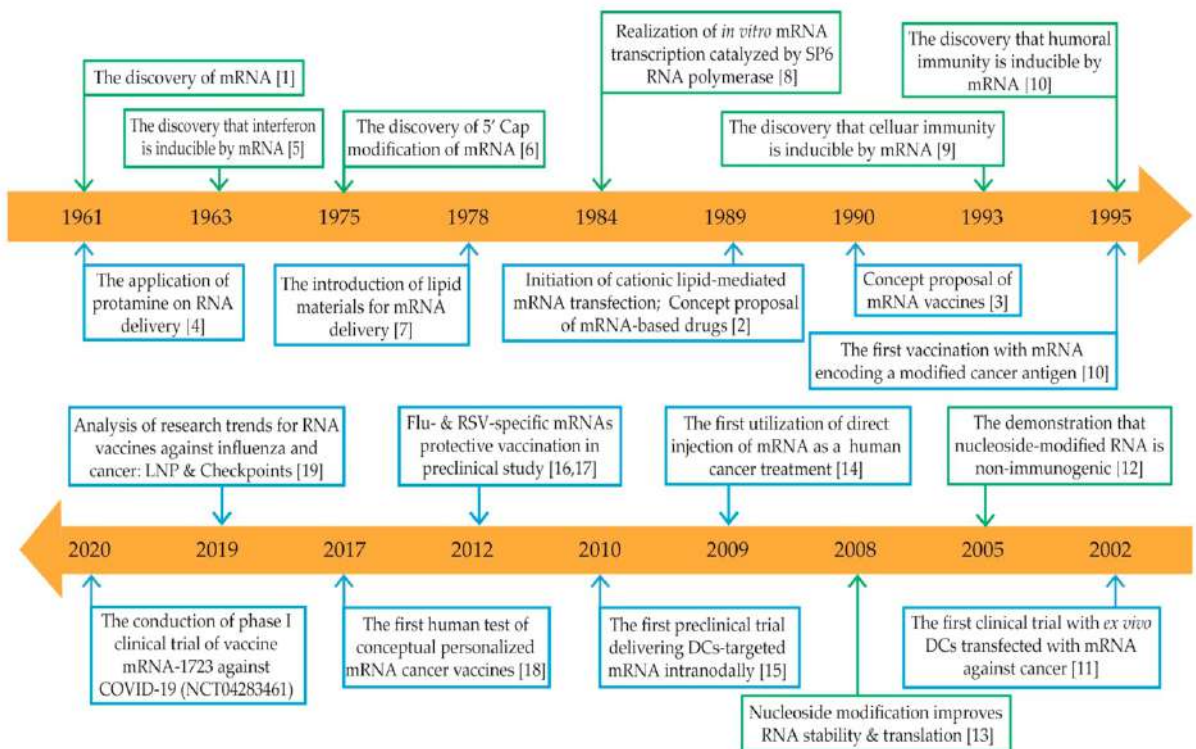 The discovery of mRNA [1]
The discovery that interferon
is inducible by mRNA [5]
The discovery of 5' Cap
modification of mRNA [6]
Realization of in vitro mRNA
transcription catalyzed by SP6
RNA polymerase [8]
The discovery that celluar immunity
is inducible by mRNA [9]
The discovery that humoral
immunity is inducible by
mRNA [10]
1961 1963 1975 1978 1984 1989 1990 1993 1995
The application of
protamine on RNA
delivery [4]
The introduction of lipid
materials for mRNA
delivery [7]
Initiation of cationic lipid-mediated
mRNA transfection; Concept proposal
of mRNA-based drugs [2]
Concept proposal of
mRNA vaccines [3]
The first vaccination with mRNA
encoding a modified cancer antigen [10]
Analysis of research trends for RNA
vaccines against influenza and
cancer: LNP & Checkpoints [19]
Flu- & RSV-specific mRNAs
protective vaccination in
preclinical study [16,17]
The first utilization of direct
injection of mRNA as a human
cancer treatment [14]
The demonstration that
nucleoside-modified RNA is
non-immunogenic [12]
2020 2019 2017 2012 2010 2009 2008 2005 2002
The conduction of phase I
clinical trial of vaccine
mRNA-1723 against
COVID-19 (NCT04283461)
The first human test of
conceptual personalized
mRNA cancer vaccines [18]
The first preclinical trial
delivering DCs-targeted
mRNA intranodally [15]
Nucleoside modification improves
RNA stability & translation [13]
The first clinical trial with ex vivo
DCs transfected with mRNA
against cancer [11]